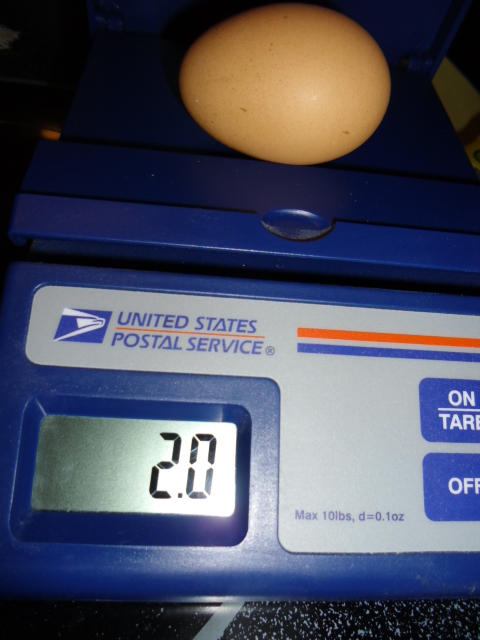 UNITED STATES
POSTAL SERVICE®
ON
TARE
OFF
2.0
Max 10lbs, d=0.1oz